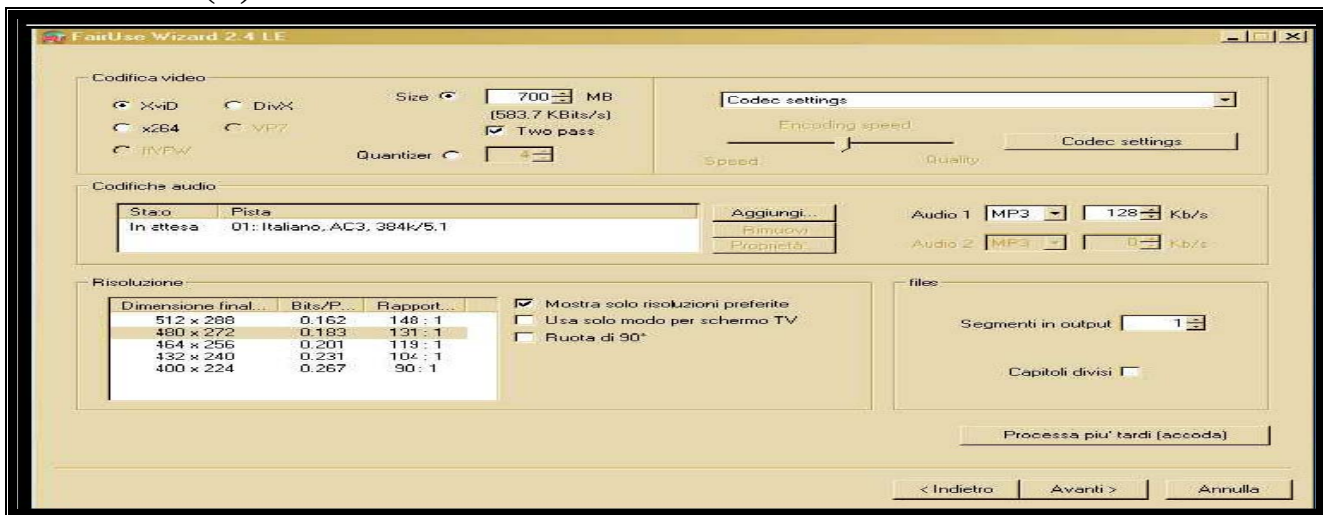 FairUse Wizard 2.4 LE
Codifica video
XviD
DivX
x264
VP7
Size
700 MB
(583.7 KBits/s)
Two pass
Quantizer
4
Codec settings
Encoding speed
Speed
Quality
Codec settings
Codifiche audio
Stato Pista
In attesa 01:: Italiano, AC3, 384k/5.1
Aggiungi...
Rimuovi
Proprietà
Audio 1 MP3 128 Kb/s
Audio 2 MP3 0 Kb/s
Risoluzione
Dimensione final... Bits/P... Rapport...
512 x 288 0.162 148 : 1
480 x 272 0.183 131 : 1
464 x 256 0.201 119 : 1
432 x 240 0.231 104 : 1
400 x 224 0.267 90 : 1
Mostra solo risoluzioni preferite
Usa solo modo per schermo TV
Ruota di 90°
files
Segmenti in output 1
Capitoli divisi
Processa piu' tardi (accoda)
< Indietro
Avanti >
Annulla